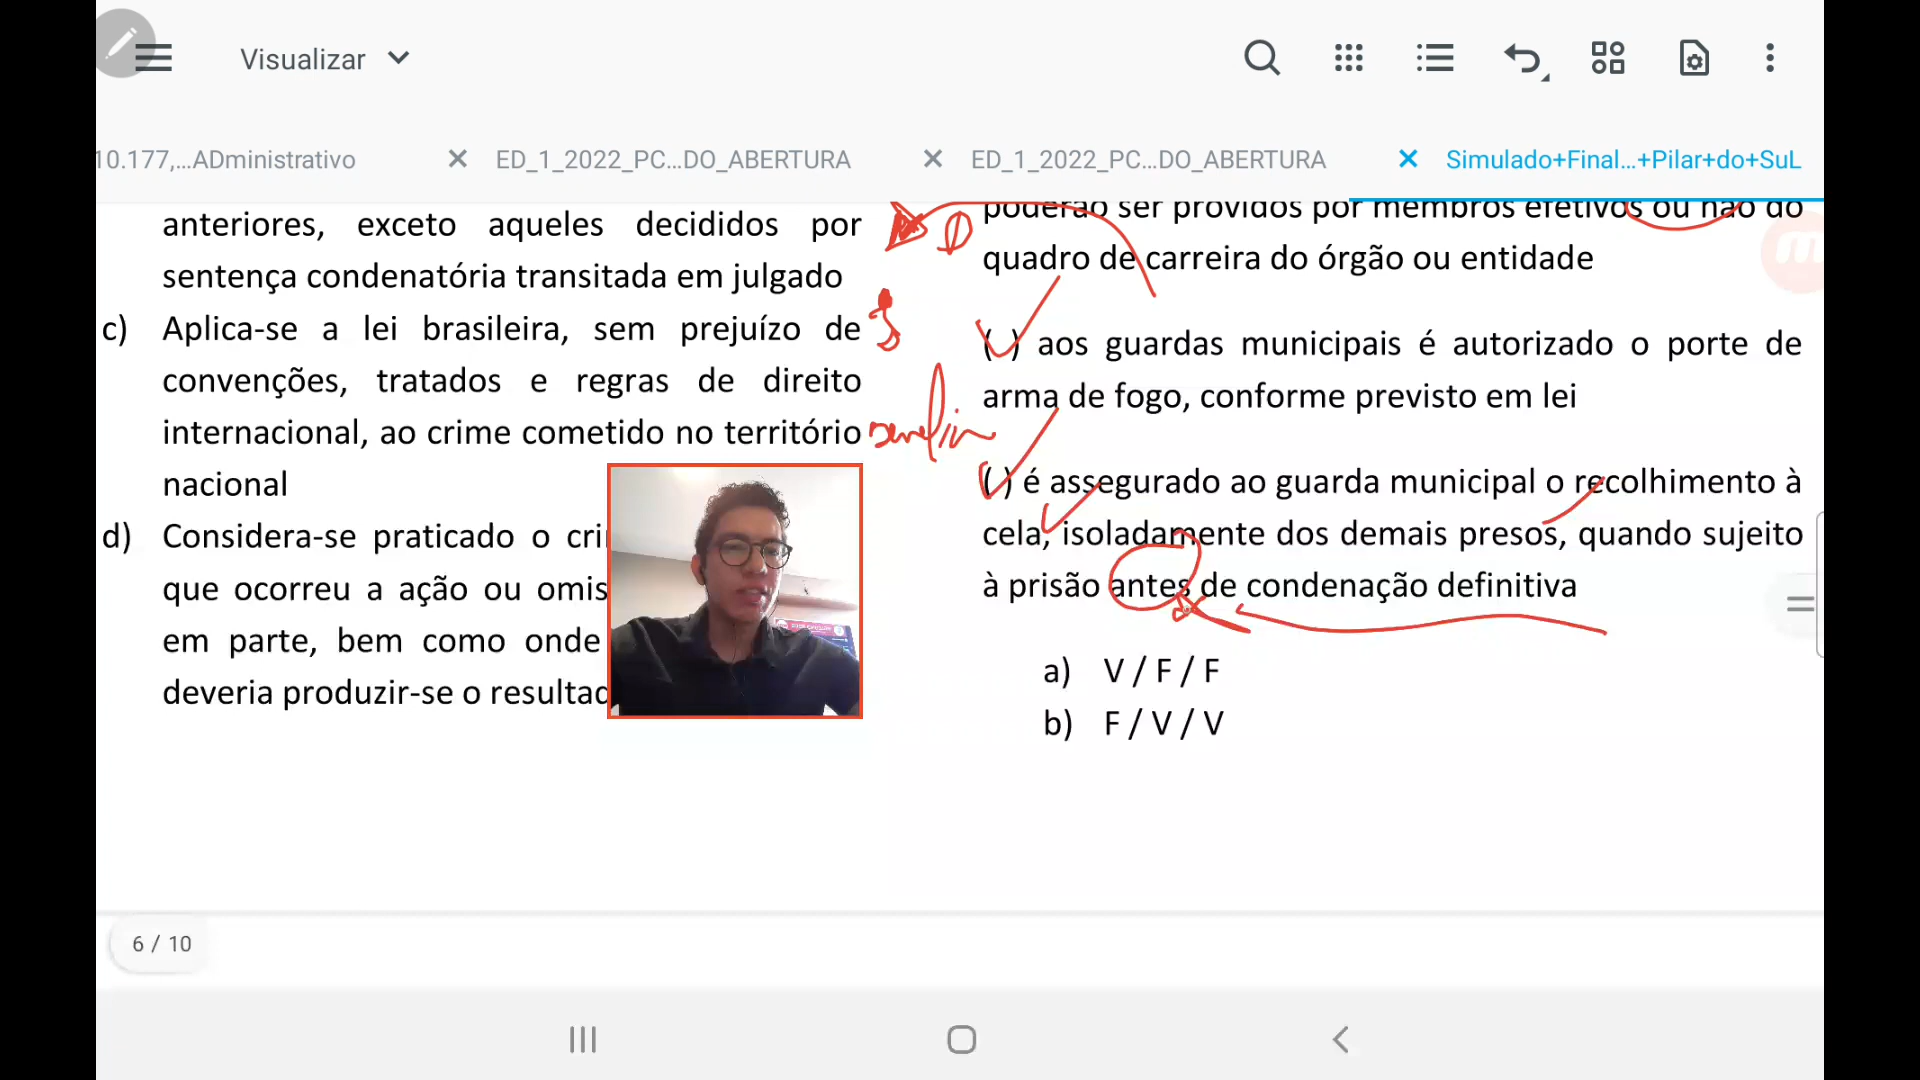 Visualizar
10.177,...ADministrativo
ED_1_2022_PC...DO_ABERTURA
ED_1_2022_PC...DO_ABERTURA
Simulado+Final...+Pilar+do+SuL
anteriores, exceto aqueles decididos por
sentença condenatória transitada em julgado
c) Aplica-se a lei brasileira, sem prejuízo de
convenções, tratados e regras de direito
internacional, ao crime cometido no território
nacional
d) Considera-se praticado o cri
que ocorreu a ação ou omis
em parte, bem como onde
deveria produzir-se o resultad
poderão ser providos por membros efetivos ou não do
quadro de carreira do órgão ou entidade
( ) aos guardas municipais é autorizado o porte de
arma de fogo, conforme previsto em lei
( ) é assegurado ao guarda municipal o recolhimento à
cela, isoladamente dos demais presos, quando sujeito
à prisão antes de condenação definitiva
a) V / F / F
b) F / V / V
6 / 10